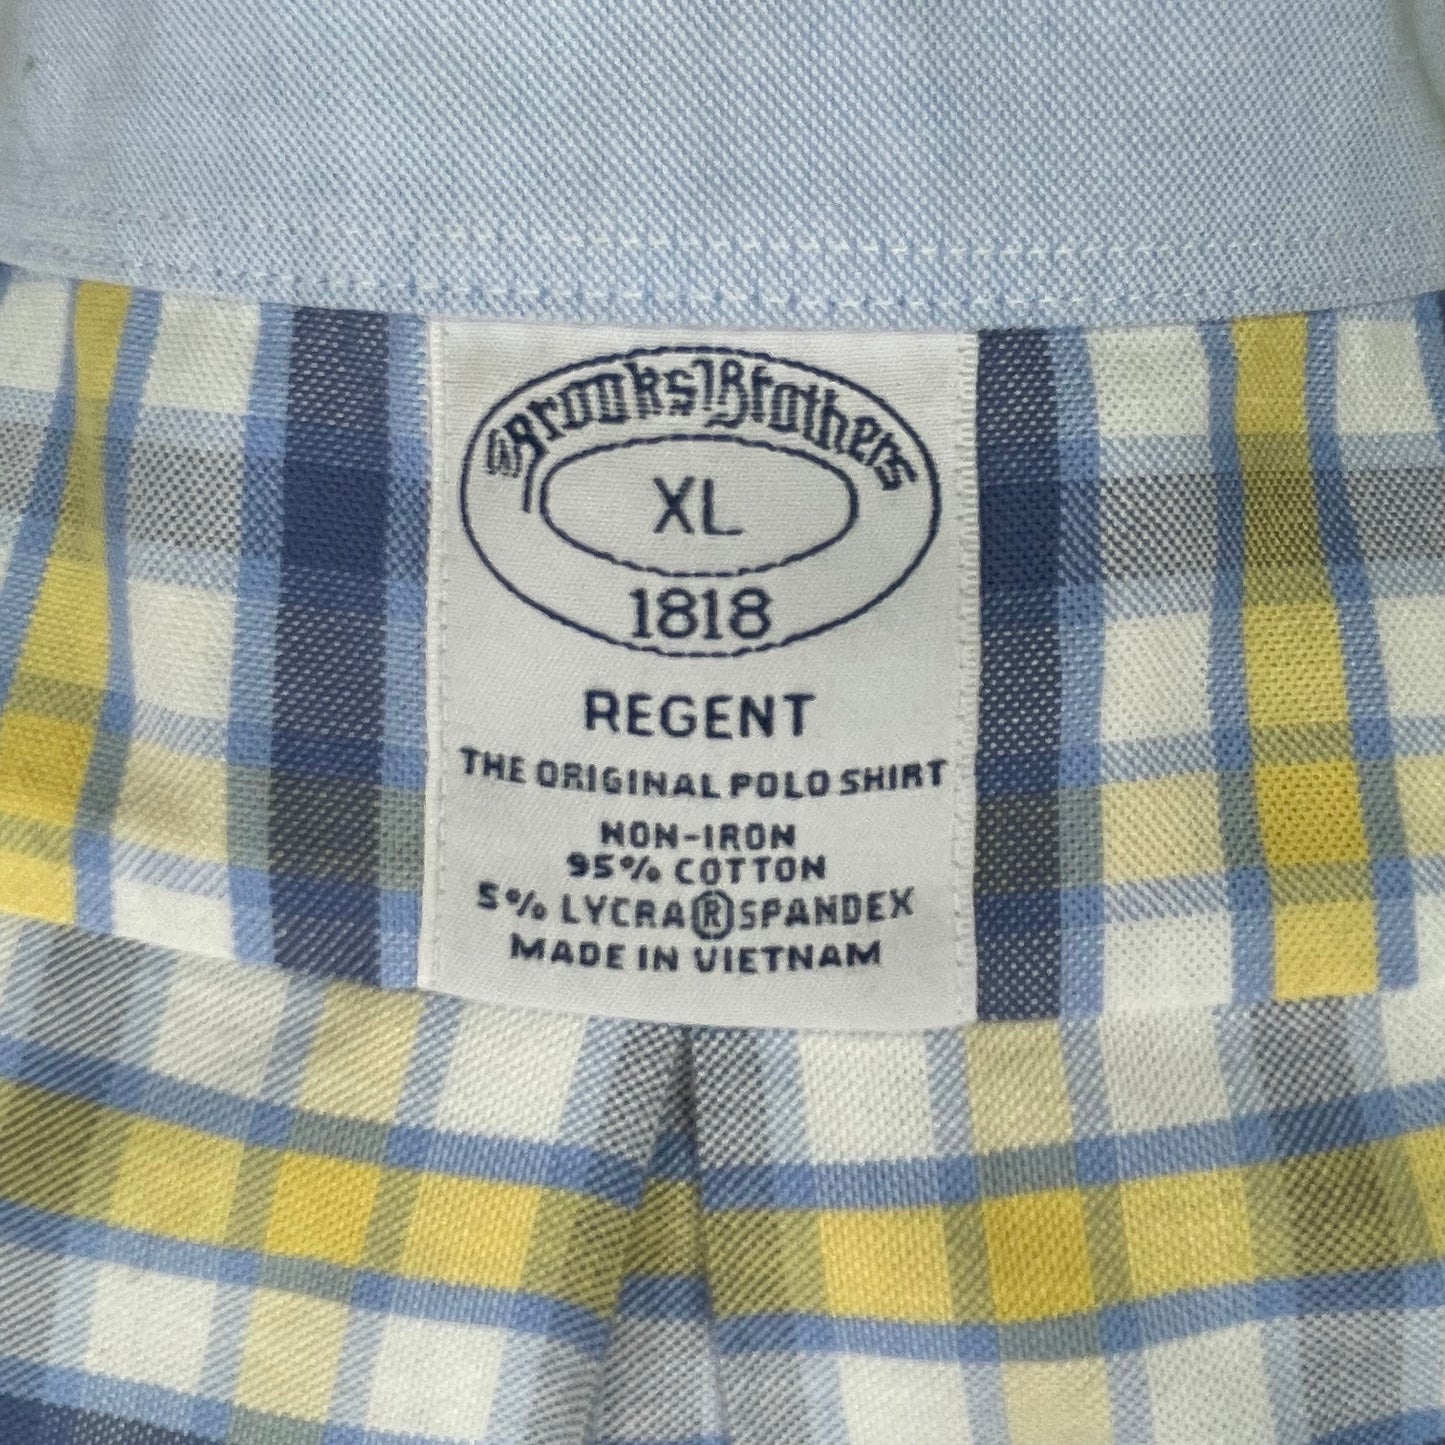 Brooks Brothers
XL
1818
REGENT
THE ORIGINAL POLO SHIRT
NON-IRON
95% COTTON
5% LYCRA®SPANDEX
MADE IN VIETNAM